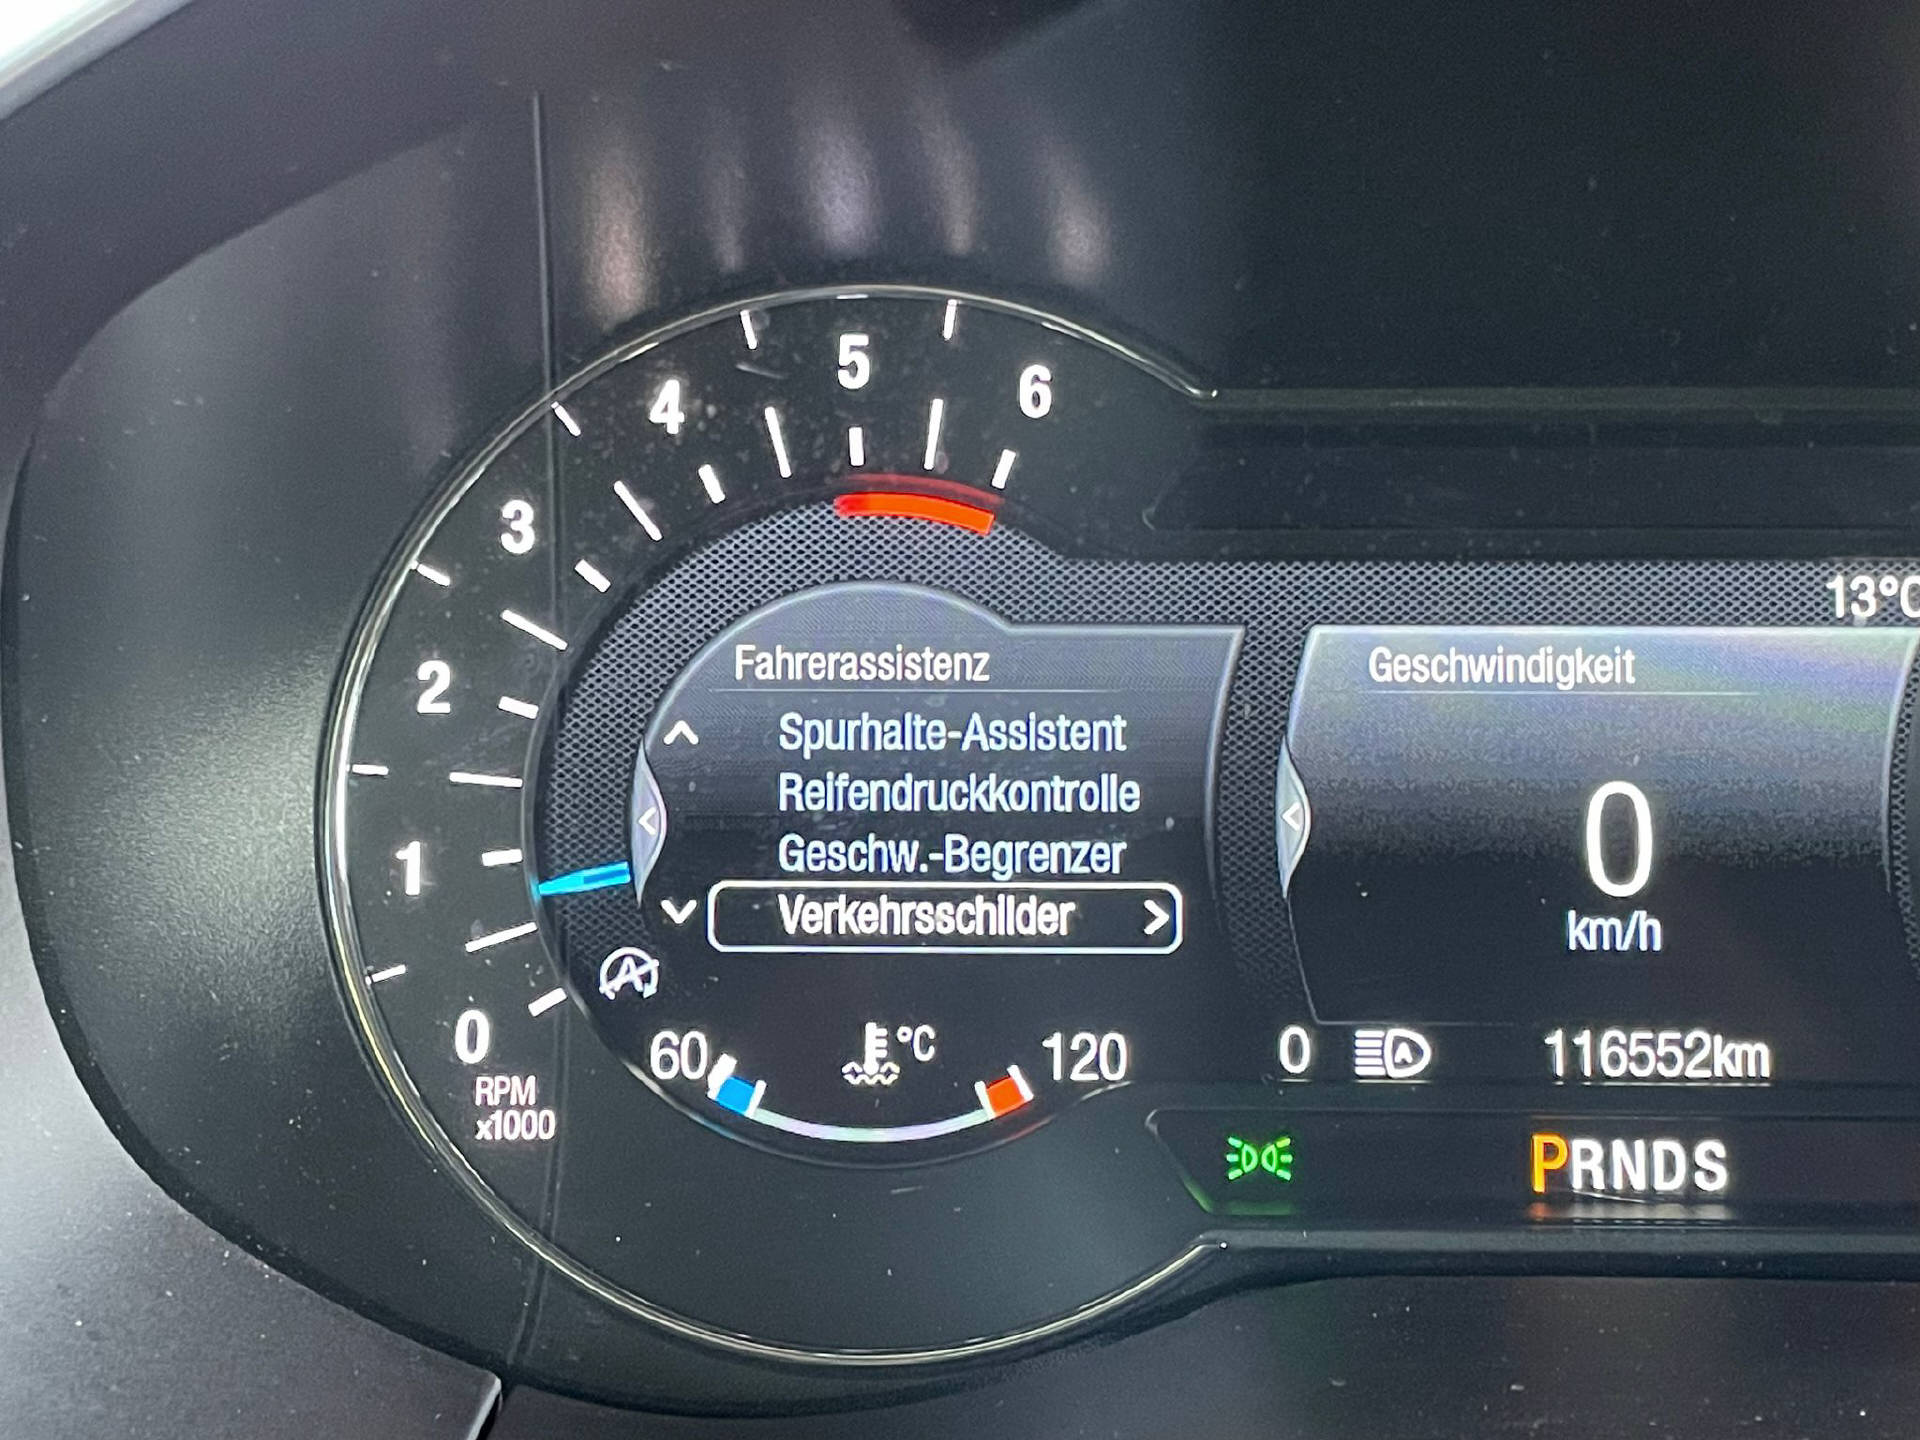 5
4
6
3
2
1
0
RPM
x1000
13°C
Fahrerassistenz
Spurhalte-Assistent
Reifendruckkontrolle
Geschw.-Begrenzer
Verkehrsschilder
A
60
°C
120
Geschwindigkeit
0
km/h
0
A
116552km
PRNDS